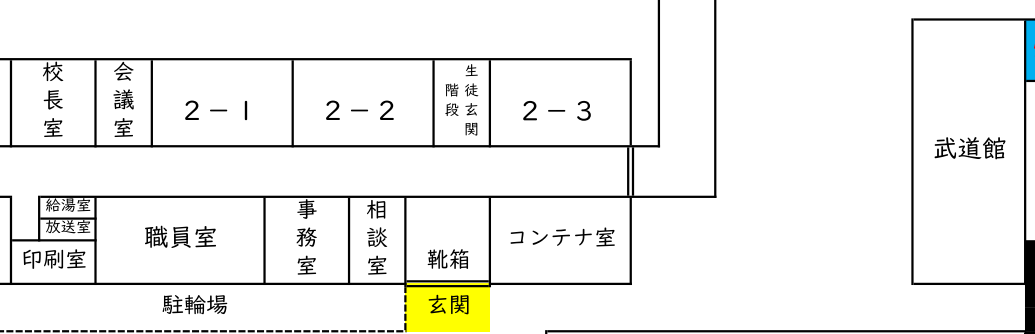 校長室
会議室
２－１
２－２
生徒玄関
階段
２－３
武道館
給湯室
放送室
印刷室
職員室
事務室
相談室
靴箱
コンテナ室
駐輪場
玄関